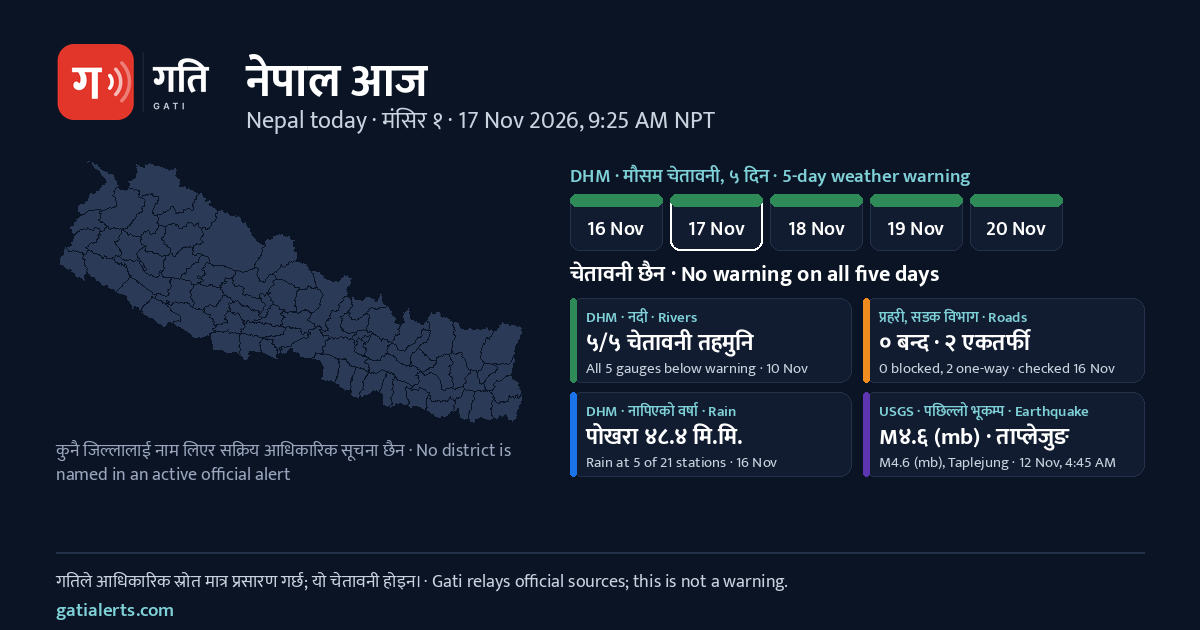 ग
गति
GATI
नेपाल आज
Nepal today · मंसिर १ · 17 Nov 2026, 9:25 AM NPT
DHM · मौसम चेतावनी, ५ दिन · 5-day weather warning
16 Nov
17 Nov
18 Nov
19 Nov
20 Nov
चेतावनी छैन · No warning on all five days
DHM · नदी · Rivers
५/५ चेतावनी तहमुनि
All 5 gauges below warning · 10 Nov
प्रहरी, सडक विभाग · Roads
० बन्द · २ एकतर्फी
0 blocked, 2 one-way · checked 16 Nov
DHM · नापिएको वर्षा · Rain
पोखरा ४८.४ मि.मि.
Rain at 5 of 21 stations · 16 Nov
USGS · पछिल्लो भूकम्प · Earthquake
M४.६ (mb) · ताप्लेजुङ
M4.6 (mb), Taplejung · 12 Nov, 4:45 AM
कुनै जिल्लालाई नाम लिएर सक्रिय आधिकारिक सूचना छैन · No district is
named in an active official alert
गतिले आधिकारिक स्रोत मात्र प्रसारण गर्छ; यो चेतावनी होइन। · Gati relays official sources; this is not a warning.
gatialerts.com